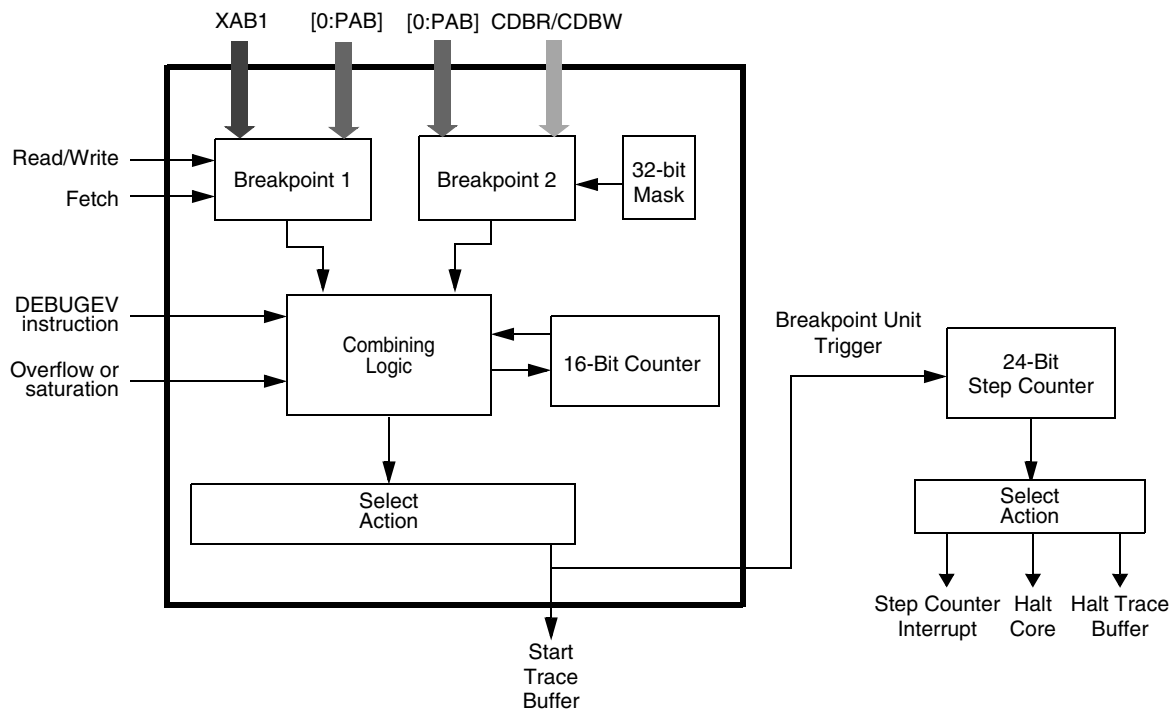 XAB1
[0:PAB]
[0:PAB]
CDBR/CDBW
Read/Write
Fetch
Breakpoint 1
Breakpoint 2
32-bit
Mask
DEBUGEV
instruction
Overflow or
saturation
Combining
Logic
16-Bit Counter
Breakpoint Unit
Trigger
24-Bit
Step Counter
Select
Action
Select
Action
Step Counter
Interrupt
Halt
Core
Halt Trace
Buffer
Start
Trace
Buffer